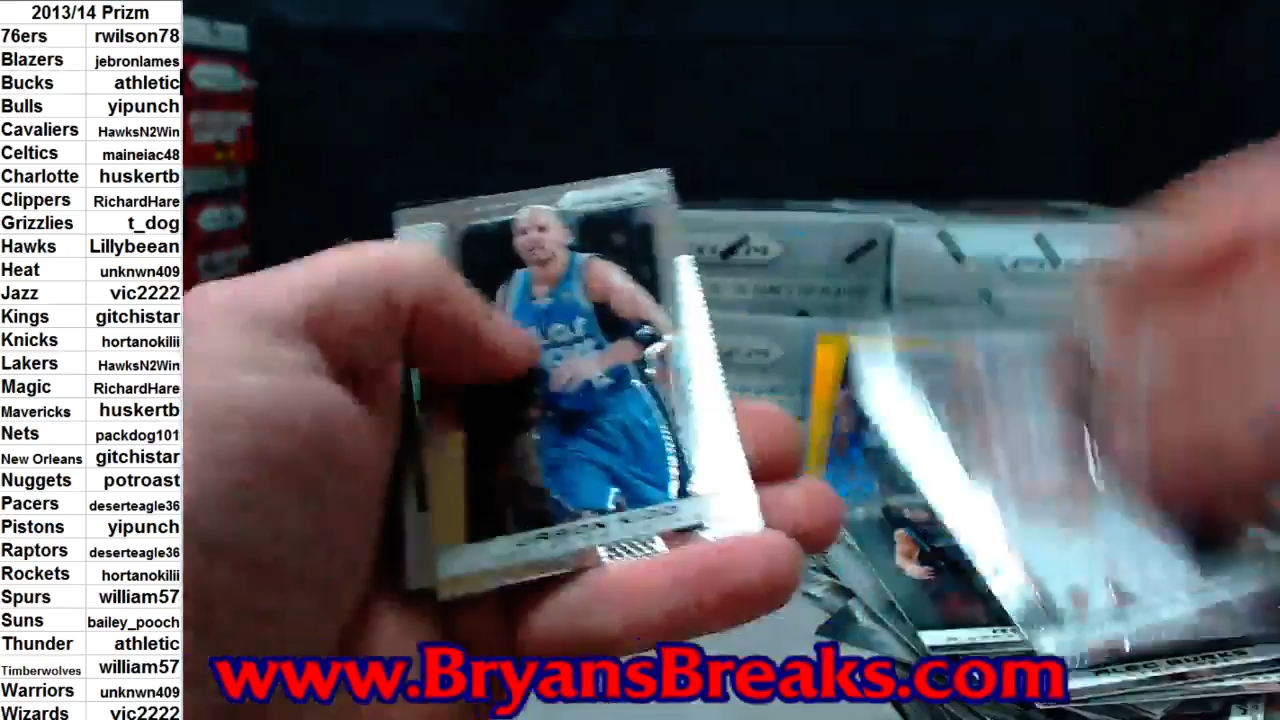 2013/14 Prizm
76ers rwilson78
Blazers jebronlames
Bucks athletic
Bulls yipunch
Cavaliers HawksN2Win
Celtics maineiac48
Charlotte huskertb
Clippers RichardHare
Grizzlies t_dog
Hawks Lillybeean
Heat unknwn409
Jazz vic2222
Kings gitchistar
Knicks hortanokilii
Lakers HawksN2Win
Magic RichardHare
Mavericks huskertb
Nets packdog101
New Orleans gitchistar
Nuggets potroast
Pacers deserteagle36
Pistons yipunch
Raptors deserteagle36
Rockets hortanokilii
Spurs william57
Suns bailey_pooch
Thunder athletic
Timberwolves william57
Warriors unknwn409
Wizards vic2222
www.BryansBreaks.com